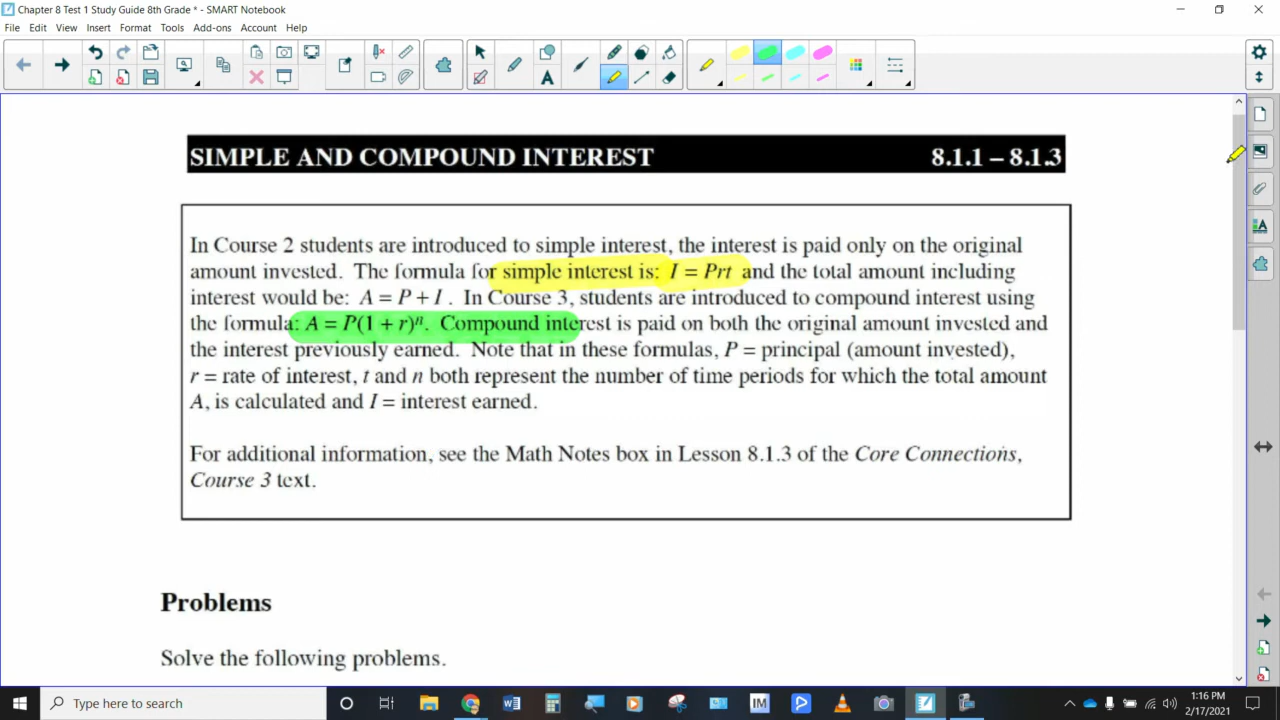 Chapter 8 Test 1 Study Guide 8th Grade * - SMART Notebook
File Edit View Insert Format Tools Add-ons Account Help
SIMPLE AND COMPOUND INTEREST 8.1.1 – 8.1.3
In Course 2 students are introduced to simple interest, the interest is paid only on the original
amount invested. The formula for simple interest is: I = Prt and the total amount including
interest would be: A = P + I . In Course 3, students are introduced to compound interest using
the formula: A = P(1 + r)ⁿ. Compound interest is paid on both the original amount invested and
the interest previously earned. Note that in these formulas, P = principal (amount invested),
r = rate of interest, t and n both represent the number of time periods for which the total amount
A, is calculated and I = interest earned.
For additional information, see the Math Notes box in Lesson 8.1.3 of the Core Connections,
Course 3 text.
Problems
Solve the following problems.
Type here to search
IM
1:16 PM
2/17/2021